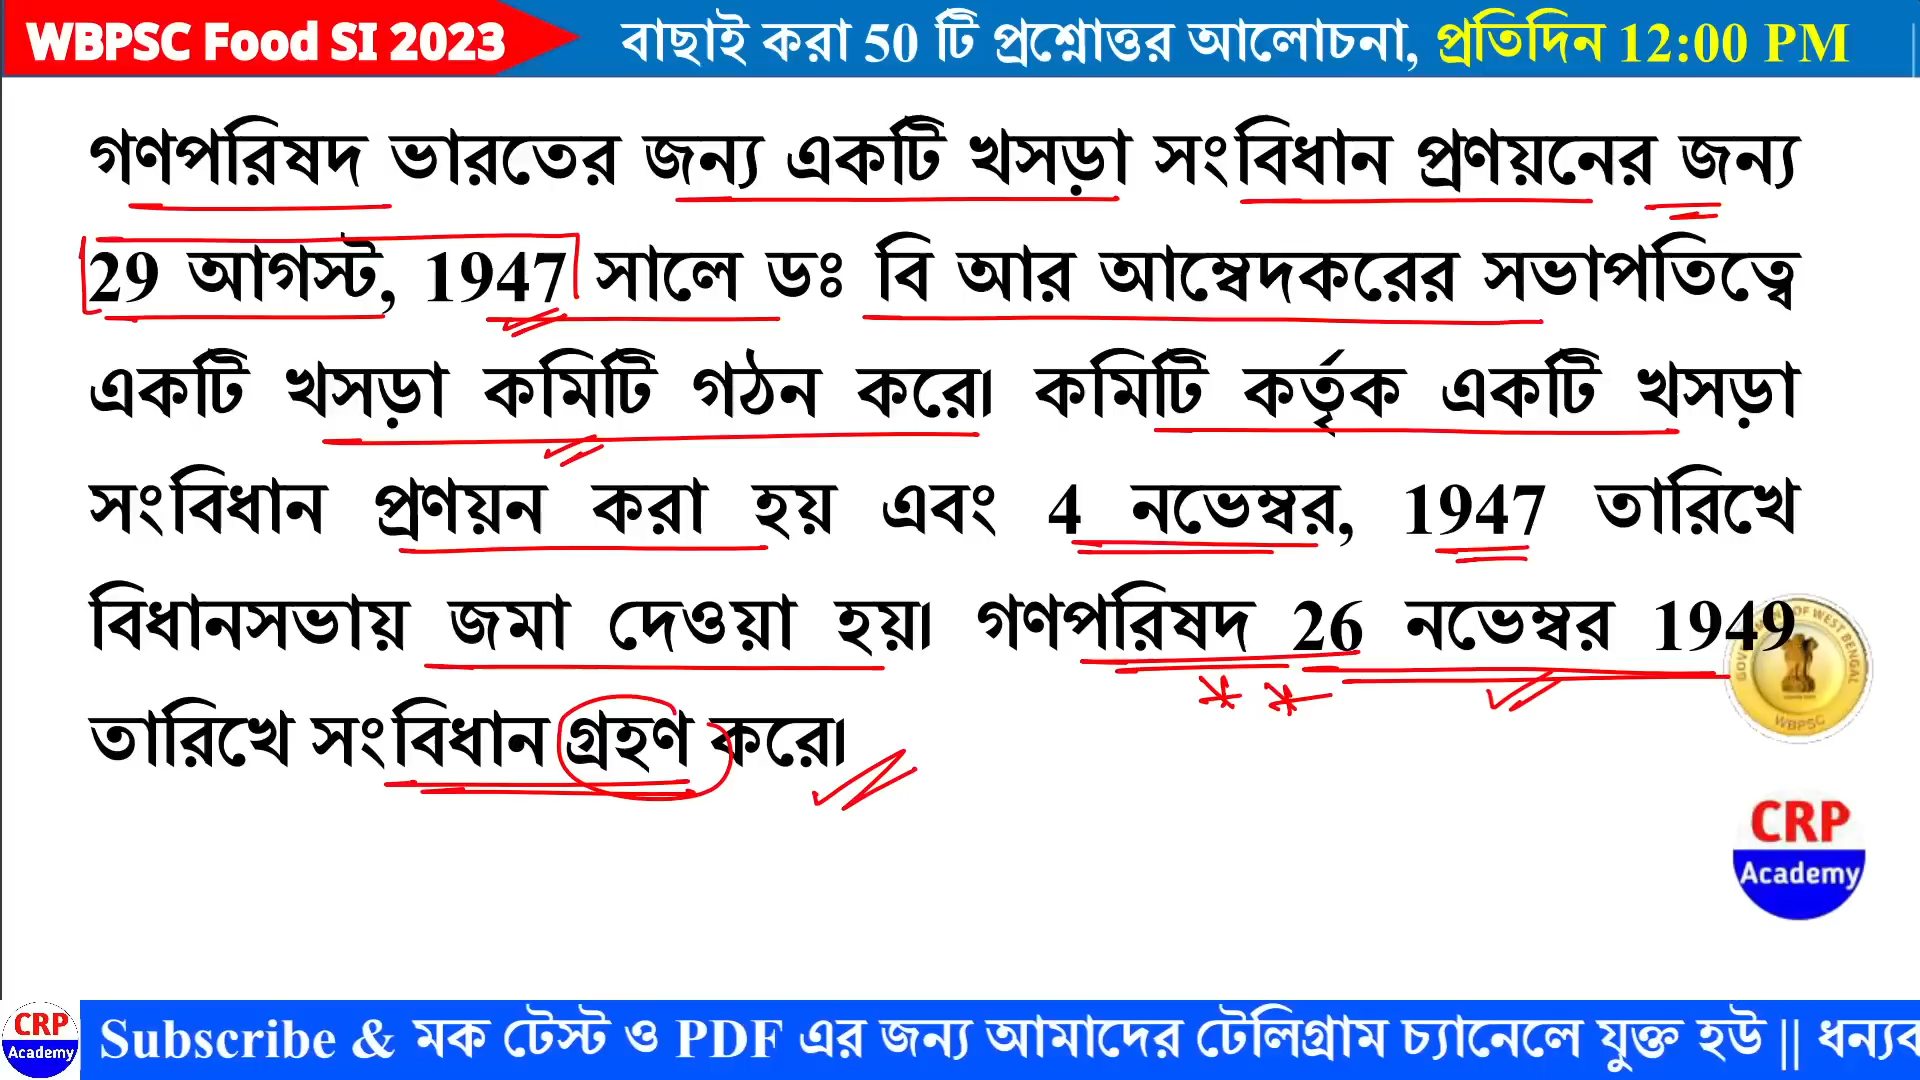 WBPSC Food SI 2023
বাছাই করা 50 টি প্রশ্নোত্তর আলোচনা, প্রতিদিন 12:00 PM
গণপরিষদ ভারতের জন্য একটি খসড়া সংবিধান প্রণয়নের জন্য
29 আগস্ট, 1947 সালে ডঃ বি আর আম্বেদকরের সভাপতিত্বে
একটি খসড়া কমিটি গঠন করে। কমিটি কর্তৃক একটি খসড়া
সংবিধান প্রণয়ন করা হয় এবং 4 নভেম্বর, 1947 তারিখে
বিধানসভায় জমা দেওয়া হয়। গণপরিষদ 26 নভেম্বর 1949
তারিখে সংবিধান গ্রহণ করে।
WBPSC
CRP
Academy
CRP
Academy
Subscribe & মক টেস্ট ও PDF এর জন্য আমাদের টেলিগ্রাম চ্যানেলে যুক্ত হউ ||